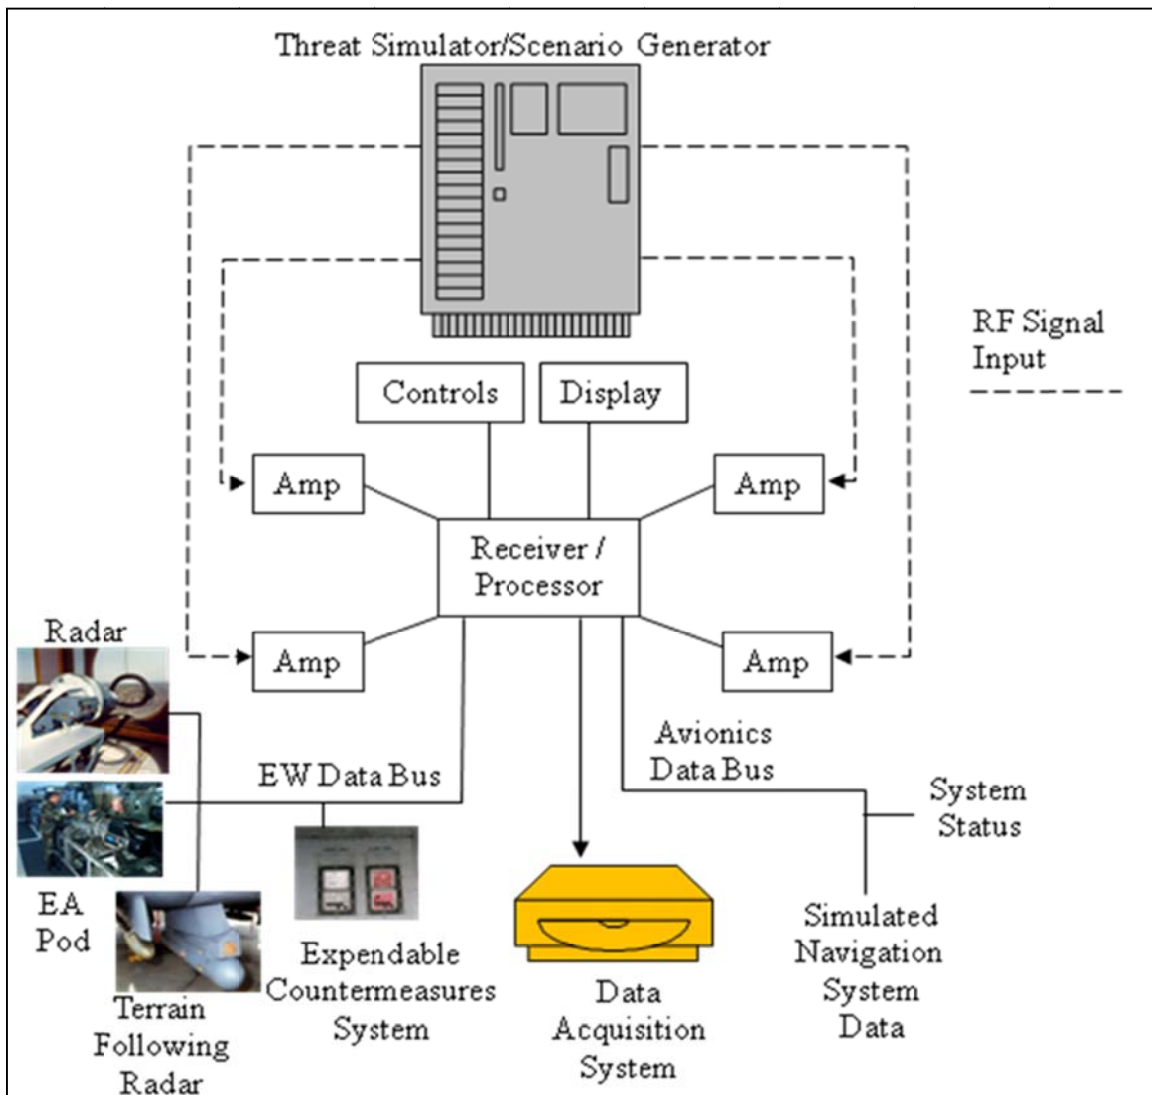 Threat Simulator/Scenario Generator
RF Signal
Input
Controls
Display
Amp
Amp
Receiver /
Processor
Amp
Amp
Radar
EW Data Bus
Avionics
Data Bus
System
Status
EA
Pod
Terrain
Following
Radar
Expendable
Countermeasures
System
Data
Acquisition
System
Simulated
Navigation
System
Data